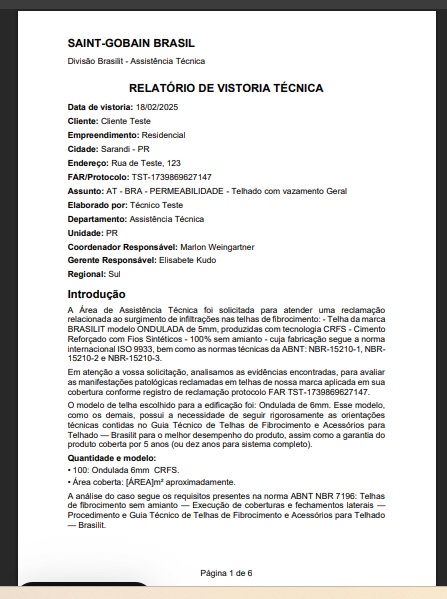 SAINT-GOBAIN BRASIL
Divisão Brasilit - Assistência Técnica
RELATÓRIO DE VISTORIA TÉCNICA
Data de vistoria: 18/02/2025
Cliente: Cliente Teste
Empreendimento: Residencial
Cidade: Sarandi - PR
Endereço: Rua de Teste, 123
FAR/Protocolo: TST-1739869627147
Assunto: AT - BRA - PERMEABILIDADE - Telhado com vazamento Geral
Elaborado por: Técnico Teste
Departamento: Assistência Técnica
Unidade: PR
Coordenador Responsável: Marlon Weingartner
Gerente Responsável: Elisabete Kudo
Regional: Sul
Introdução
A Área de Assistência Técnica foi solicitada para atender uma reclamação
relacionada ao surgimento de infiltrações nas telhas de fibrocimento: - Telha da marca
BRASILIT modelo ONDULADA de 5mm, produzidas com tecnologia CRFS - Cimento
Reforçado com Fios Sintéticos - 100% sem amianto - cuja fabricação segue a norma
internacional ISO 9933, bem como as normas técnicas da ABNT: NBR-15210-1, NBR-
15210-2 e NBR-15210-3.
Em atenção a vossa solicitação, analisamos as evidências encontradas, para avaliar
as manifestações patológicas reclamadas em telhas de nossa marca aplicada em sua
cobertura conforme registro de reclamação protocolo FAR TST-1739869627147.
O modelo de telha escolhido para a edificação foi: Ondulada de 6mm. Esse modelo,
como os demais, possui a necessidade de seguir rigorosamente as orientações
técnicas contidas no Guia Técnico de Telhas de Fibrocimento e Acessórios para
Telhado — Brasilit para o melhor desempenho do produto, assim como a garantia do
produto coberta por 5 anos (ou dez anos para sistema completo).
Quantidade e modelo:
• 100: Ondulada 6mm CRFS.
• Área coberta: [ÁREA]m² aproximadamente.
A análise do caso segue os requisitos presentes na norma ABNT NBR 7196: Telhas
de fibrocimento sem amianto — Execução de coberturas e fechamentos laterais —
Procedimento e Guia Técnico de Telhas de Fibrocimento e Acessórios para Telhado
— Brasilit.
Página 1 de 6